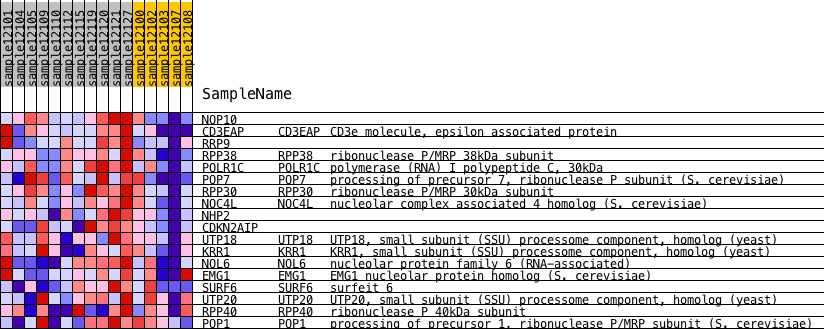 sample12101
sample12104
sample12105
sample12109
sample12110
sample12112
sample12115
sample12119
sample12120
sample12121
sample12127
sample12100
sample12102
sample12103
sample12107
sample12108
SampleName
NOP10
CD3EAP CD3EAP CD3e molecule, epsilon associated protein
RRP9
RPP38 RPP38 ribonuclease P/MRP 38kDa subunit
POLR1C POLR1C polymerase (RNA) I polypeptide C, 30kDa
POP7 POP7 processing of precursor 7, ribonuclease P subunit (S. cerevisiae)
RPP30 RPP30 ribonuclease P/MRP 30kDa subunit
NOC4L NOC4L nucleolar complex associated 4 homolog (S. cerevisiae)
NHP2
CDKN2AIP
UTP18 UTP18 UTP18, small subunit (SSU) processome component, homolog (yeast)
KRR1 KRR1 KRR1, small subunit (SSU) processome component, homolog (yeast)
NOL6 NOL6 nucleolar protein family 6 (RNA-associated)
EMG1 EMG1 EMG1 nucleolar protein homolog (S. cerevisiae)
SURF6 SURF6 surfeit 6
UTP20 UTP20 UTP20, small subunit (SSU) processome component, homolog (yeast)
RPP40 RPP40 ribonuclease P 40kDa subunit
POP1 POP1 processing of precursor 1, ribonuclease P/MRP subunit (S. cerevisiae)